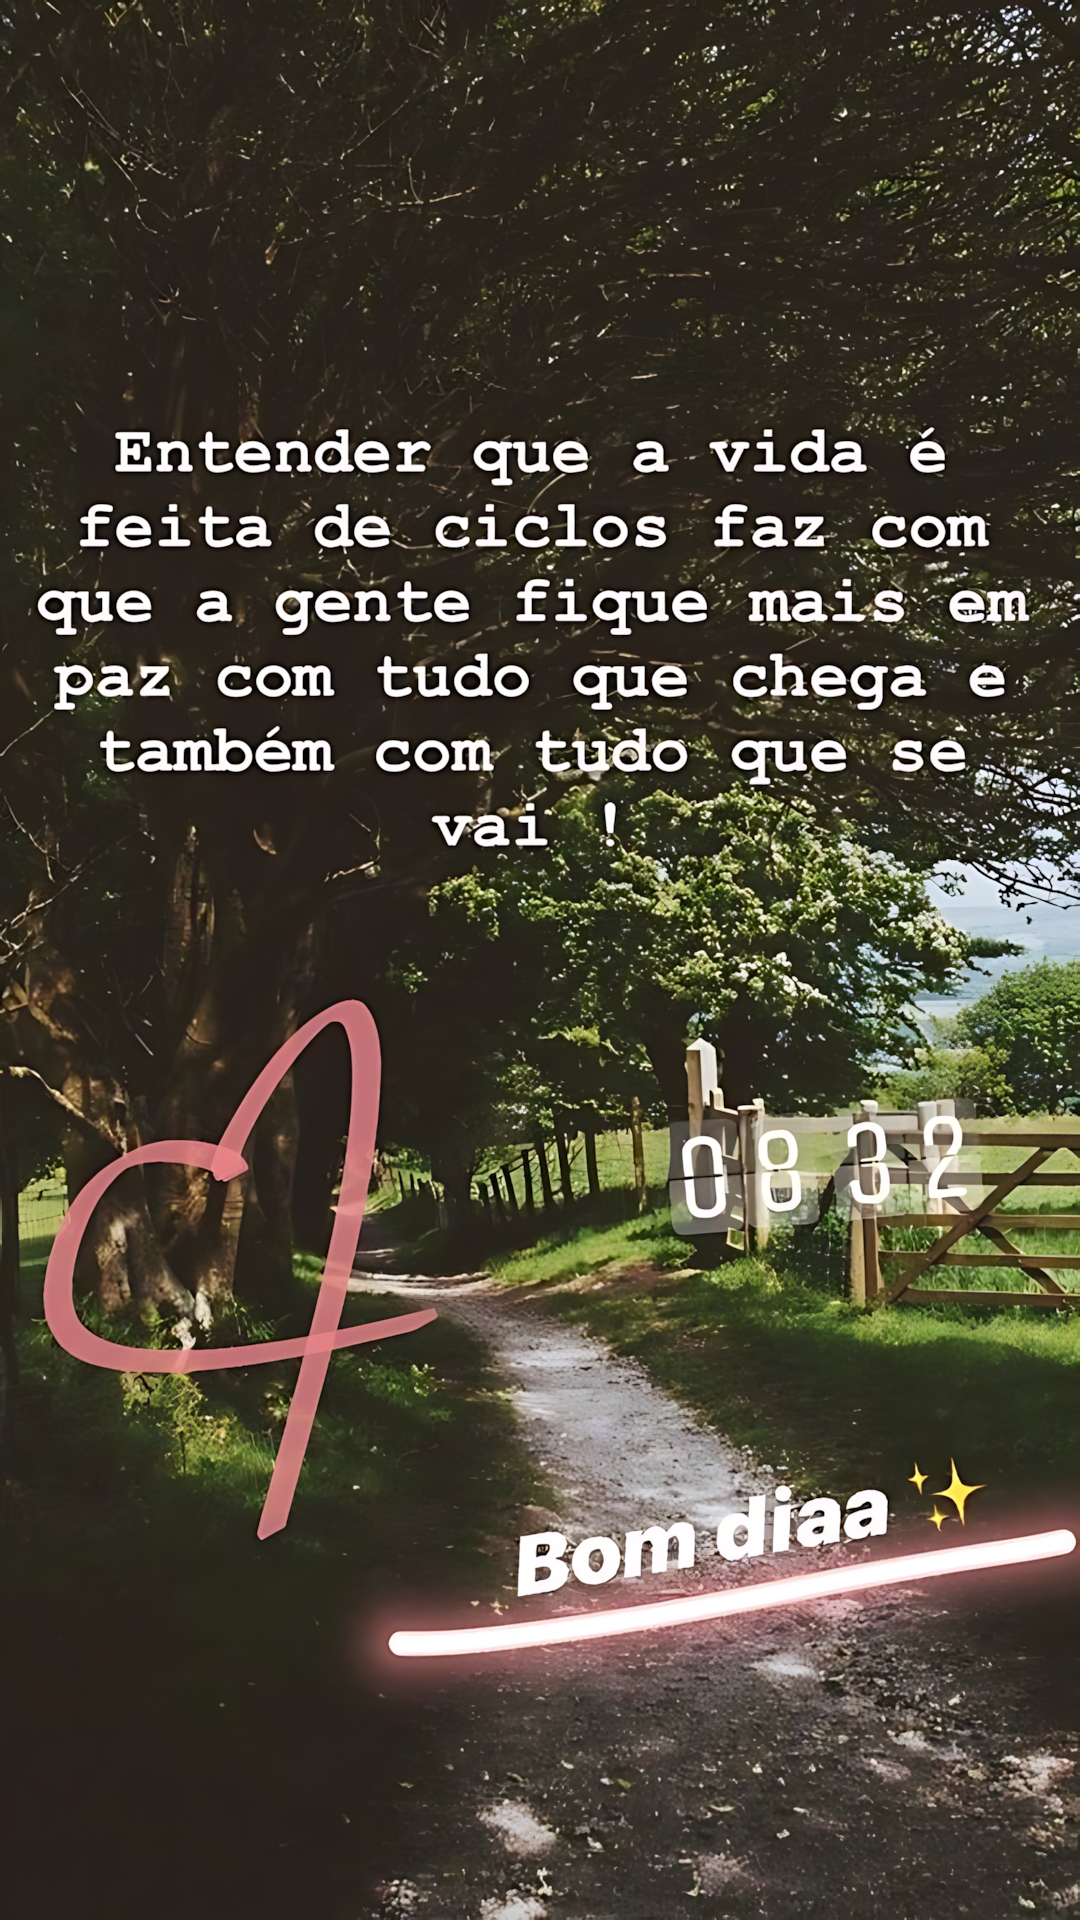 Entender que a vida é
feita de ciclos faz com
que a gente fique mais em
paz com tudo que chega e
também com tudo que se
vai !
08 32
Bom diaa ✨